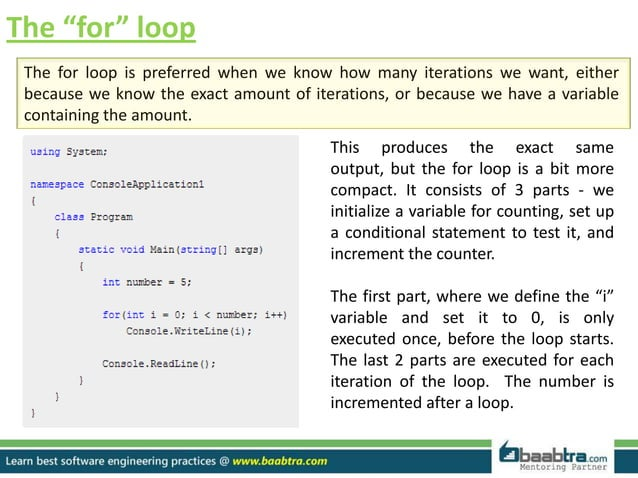 The “for” loop
The for loop is preferred when we know how many iterations we want, either
because we know the exact amount of iterations, or because we have a variable
containing the amount.
using System;
namespace ConsoleApplication1
{
class Program
{
static void Main(string[] args)
{
int number = 5;
for(int i = 0; i < number; i++)
Console.WriteLine(i);
Console.ReadLine();
}
}
}
This produces the exact same
output, but the for loop is a bit more
compact. It consists of 3 parts - we
initialize a variable for counting, set up
a conditional statement to test it, and
increment the counter.
The first part, where we define the “i”
variable and set it to 0, is only
executed once, before the loop starts.
The last 2 parts are executed for each
iteration of the loop. The number is
incremented after a loop.
Learn best software engineering practices @ www.baabtra.com
baabtra.com
Mentoring Partner